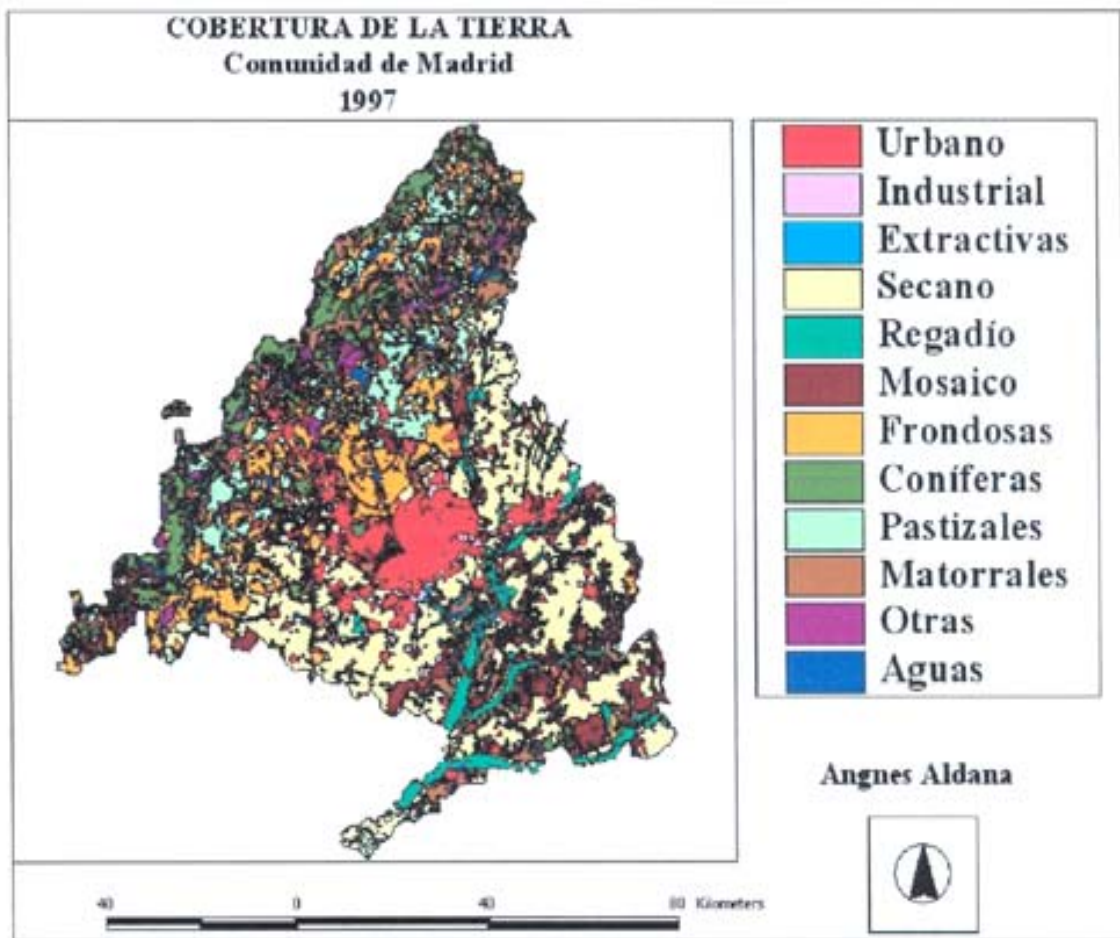 COBERTURA DE LA TIERRA
Comunidad de Madrid
1997
Urbano
Industrial
Extractivas
Secano
Regadío
Mosaico
Frondosas
Coníferas
Pastizales
Matorrales
Otras
Aguas
Angnes Aldana
40 0 40 80 Kilometers